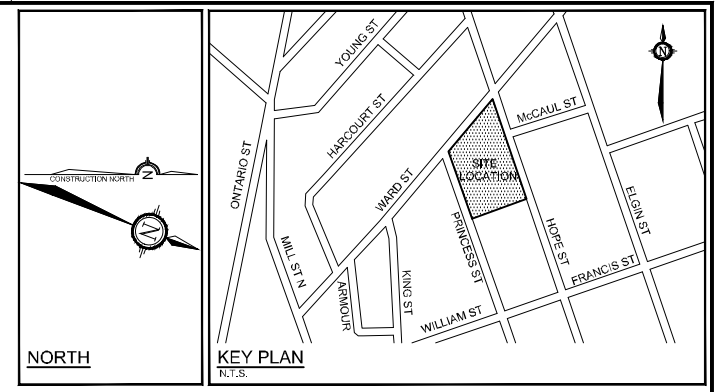 CONSTRUCTION NORTH
N
N
NORTH
YOUNG ST
HARCOURT ST
ONTARIO ST
WARD ST
McCAUL ST
N
SITE
LOCATION
MILL ST N
ARMOUR
KING ST
PRINCESS ST
HOPE ST
ELGIN ST
WILLIAM ST
FRANCIS ST
KEY PLAN
N.T.S.